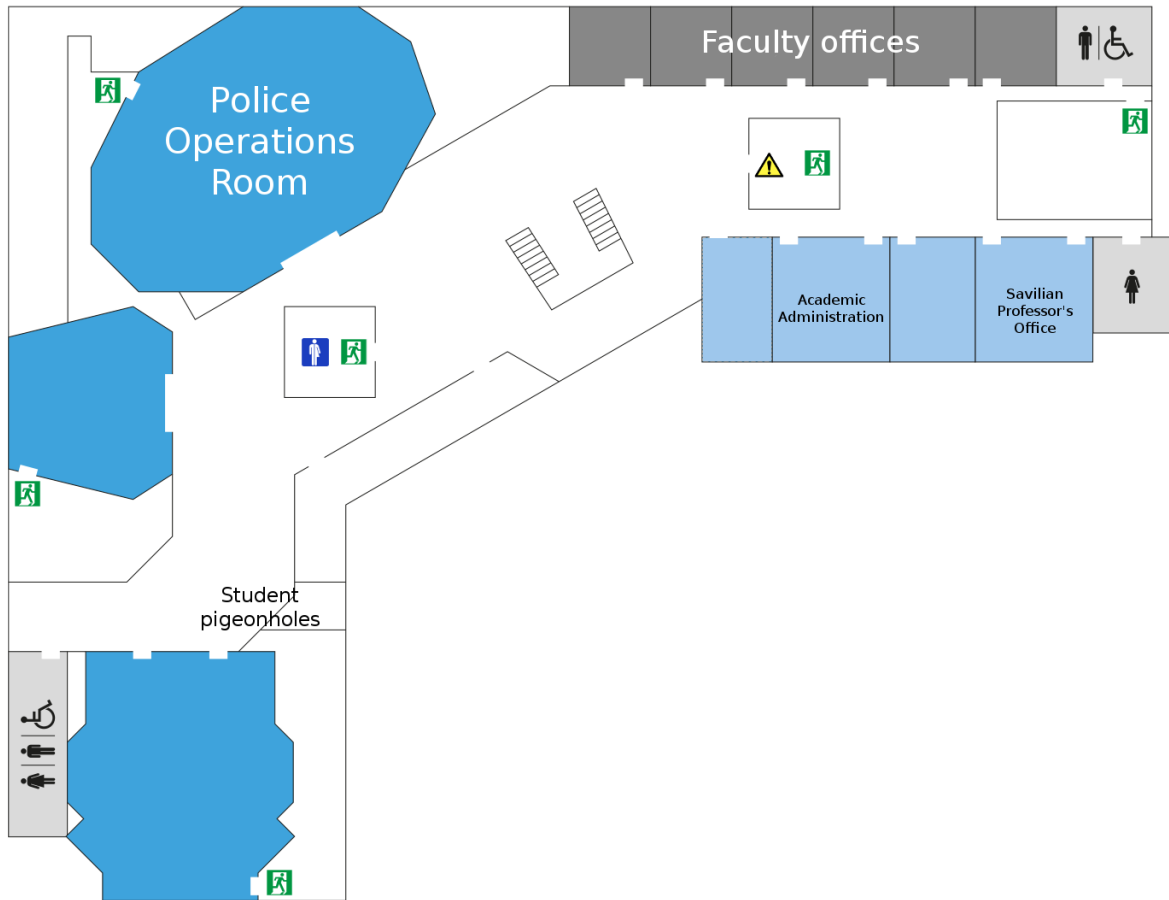 Faculty offices
Police
Operations
Room
Academic
Administration
Savilian
Professor's
Office
Student
pigeonholes